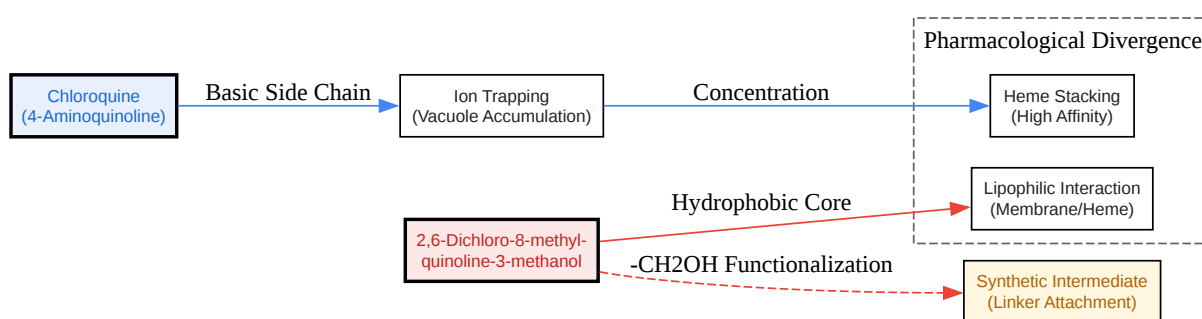 Pharmacological Divergence
Chloroquine
(4-Aminoquinoline)
Basic Side Chain
Ion Trapping
(Vacuole Accumulation)
Concentration
Heme Stacking
(High Affinity)
Hydrophobic Core
Lipophilic Interaction
(Membrane/Heme)
2,6-Dichloro-8-methyl-
quinoline-3-methanol
-CH2OH Functionalization
Synthetic Intermediate
(Linker Attachment)